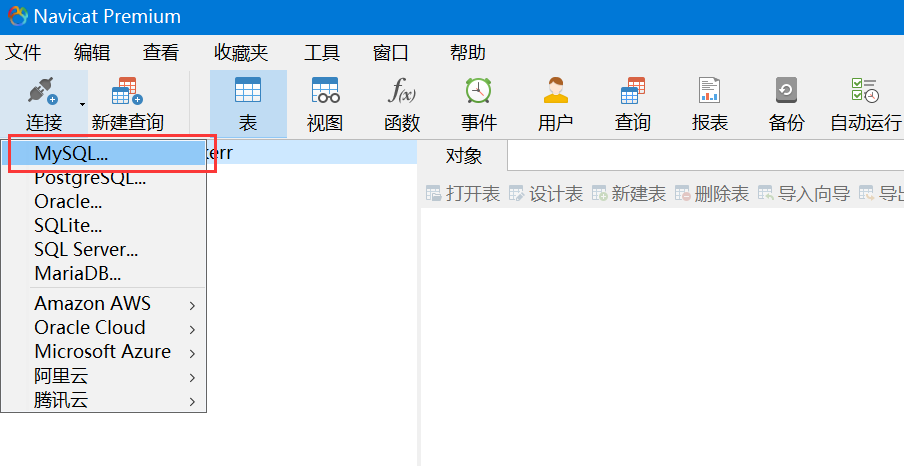 Navicat Premium
文件 编辑 查看 收藏夹 工具 窗口 帮助
连接 新建查询 表 视图 函数 事件 用户 查询 报表 备份 自动运行
f(x)
MySQL...
对象
PostgreSQL...
Oracle...
打开表 设计表 新建表 删除表 导入向导
SQLite...
SQL Server...
MariaDB...
Amazon AWS
Oracle Cloud
Microsoft Azure
阿里云
腾讯云